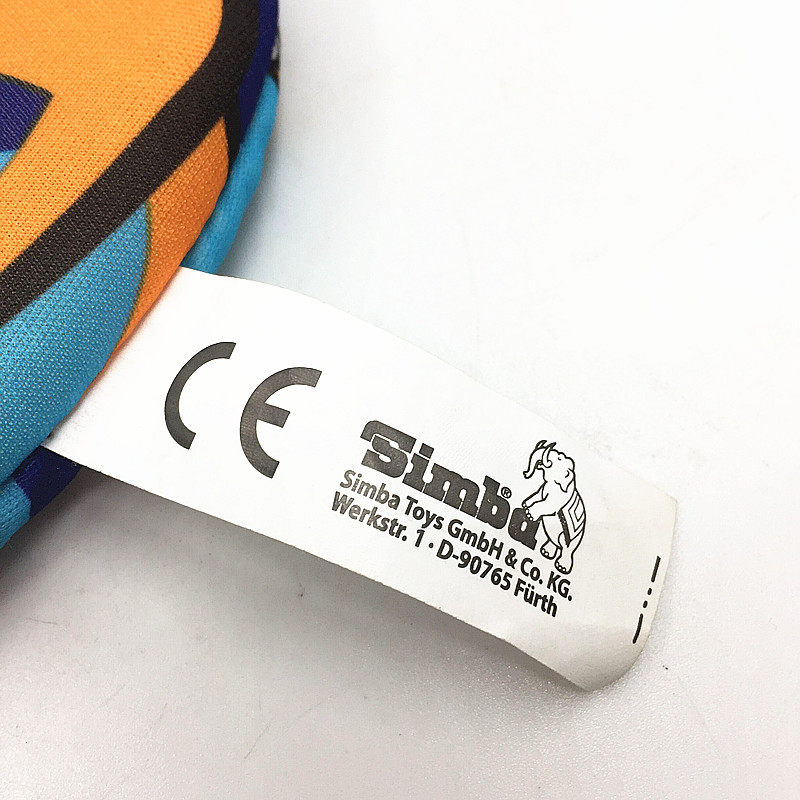 CE
Simba®
Simba Toys GmbH & Co. KG.
Werkstr. 1 · D-90765 Fürth